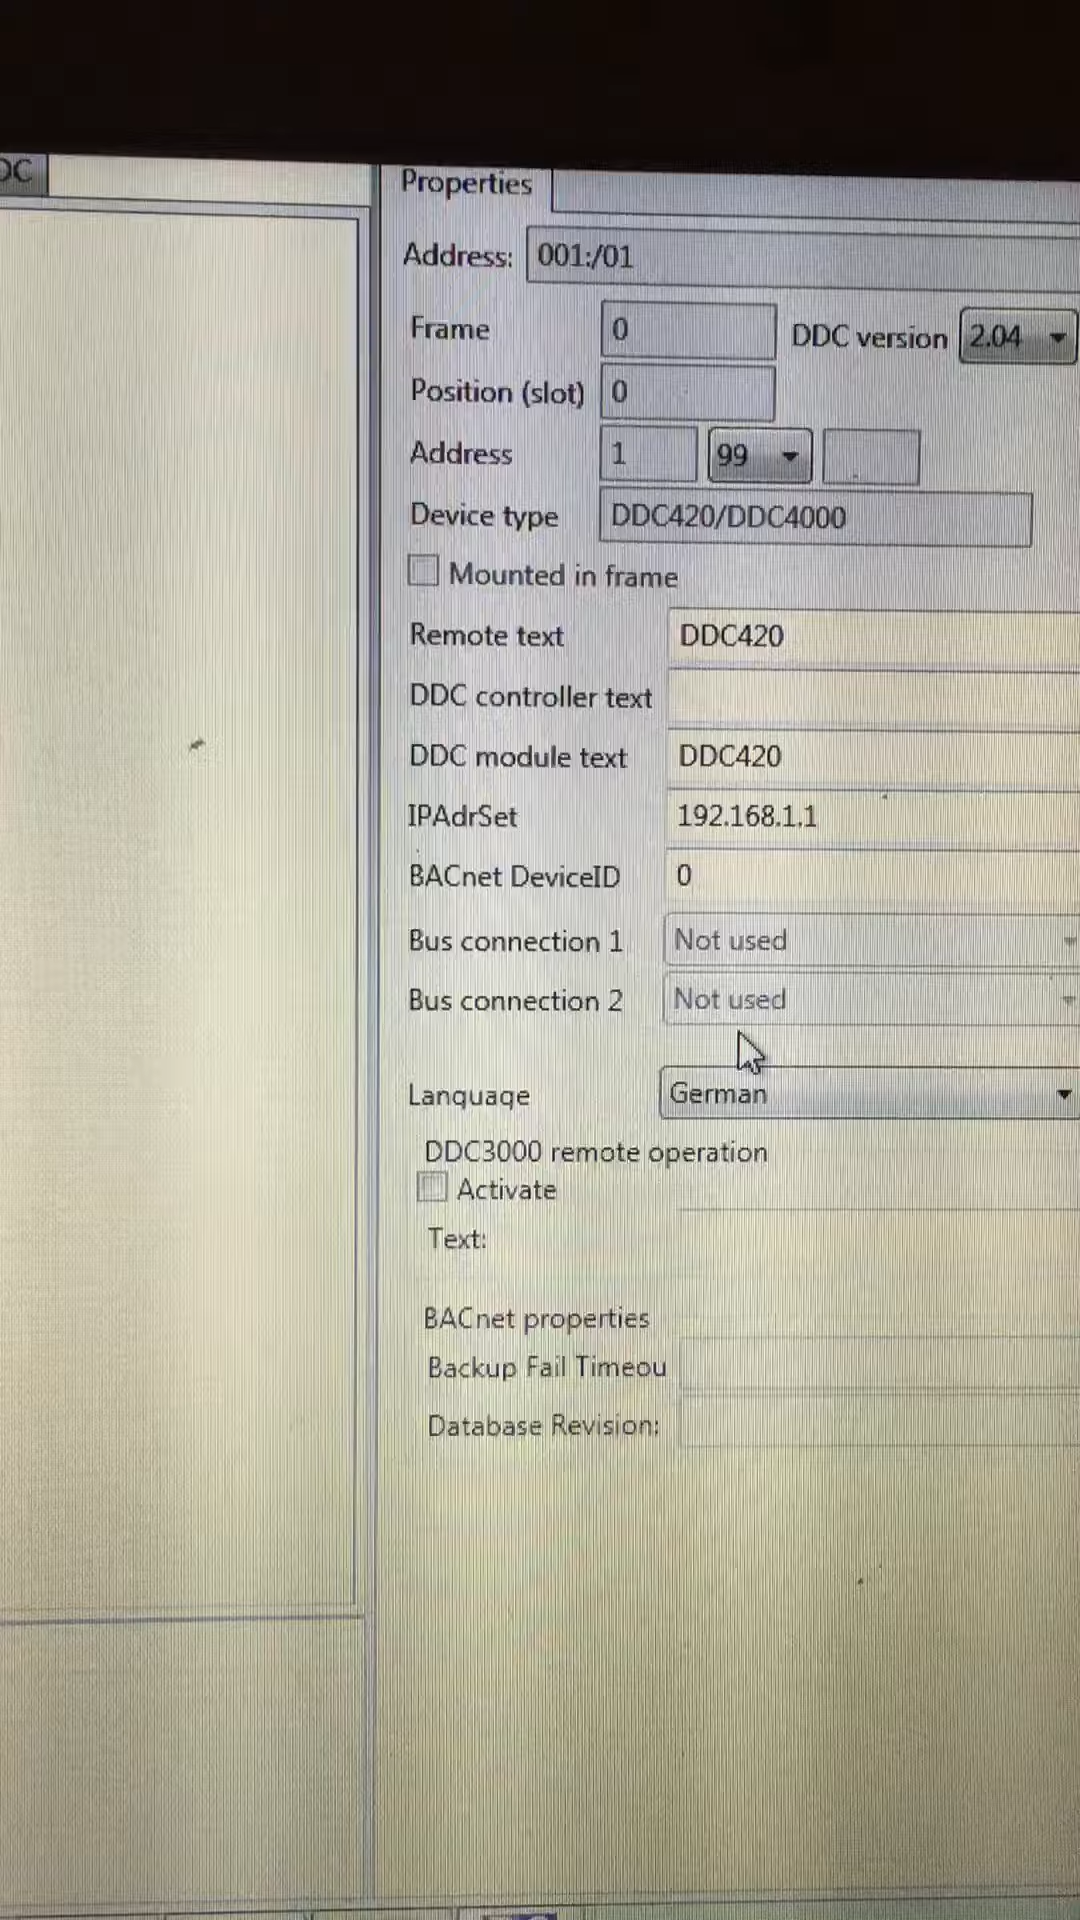 DC
Properties
Address: 001:/01
Frame 0 DDC version 2.04
Position (slot) 0
Address 1 99
Device type DDC420/DDC4000
Mounted in frame
Remote text DDC420
DDC controller text
DDC module text DDC420
IPAdrSet 192.168.1.1
BACnet DeviceID 0
Bus connection 1 Not used
Bus connection 2 Not used
Language German
DDC3000 remote operation
Activate
Text:
BACnet properties
Backup Fail Timeou
Database Revision: